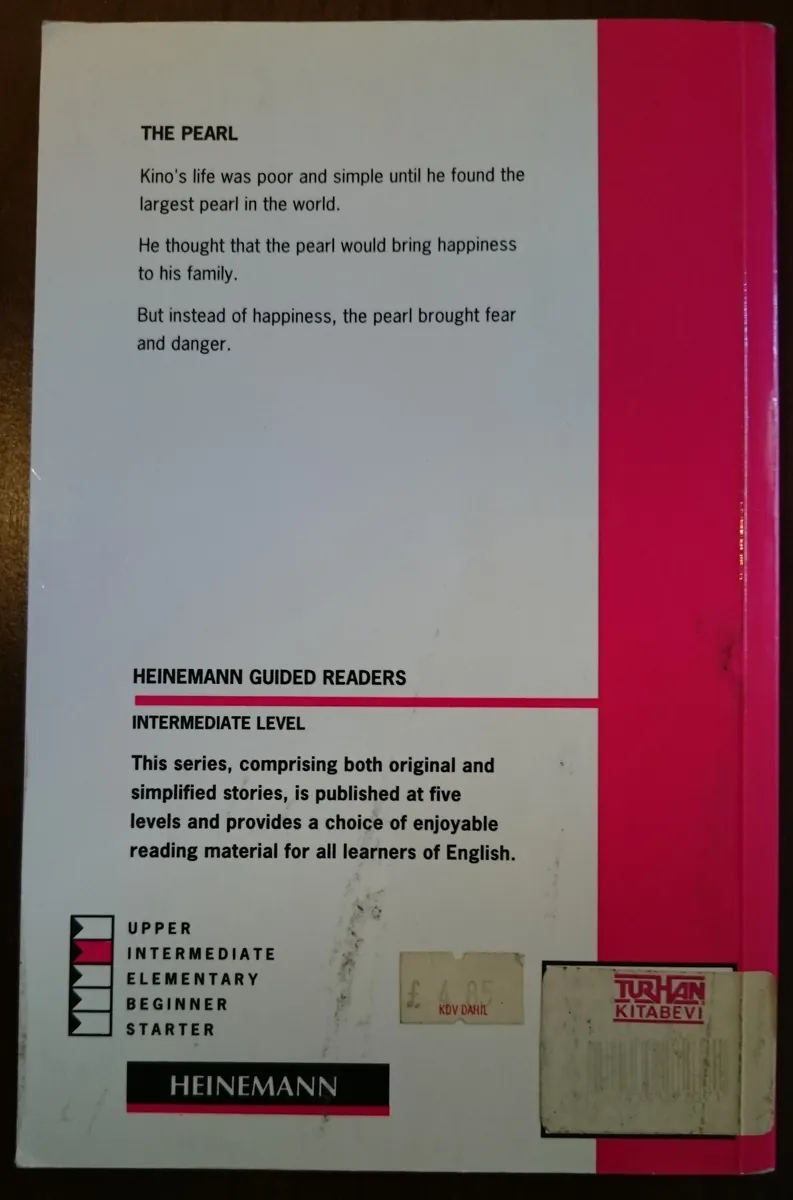 THE PEARL
Kino's life was poor and simple until he found the
largest pearl in the world.
He thought that the pearl would bring happiness
to his family.
But instead of happiness, the pearl brought fear
and danger.
HEINEMANN GUIDED READERS
INTERMEDIATE LEVEL
This series, comprising both original and
simplified stories, is published at five
levels and provides a choice of enjoyable
reading material for all learners of English.
UPPER
INTERMEDIATE
ELEMENTARY
BEGINNER
STARTER
£ 4.85
KDV DAHİL
TURHAN
KITABEVI
HEINEMANN